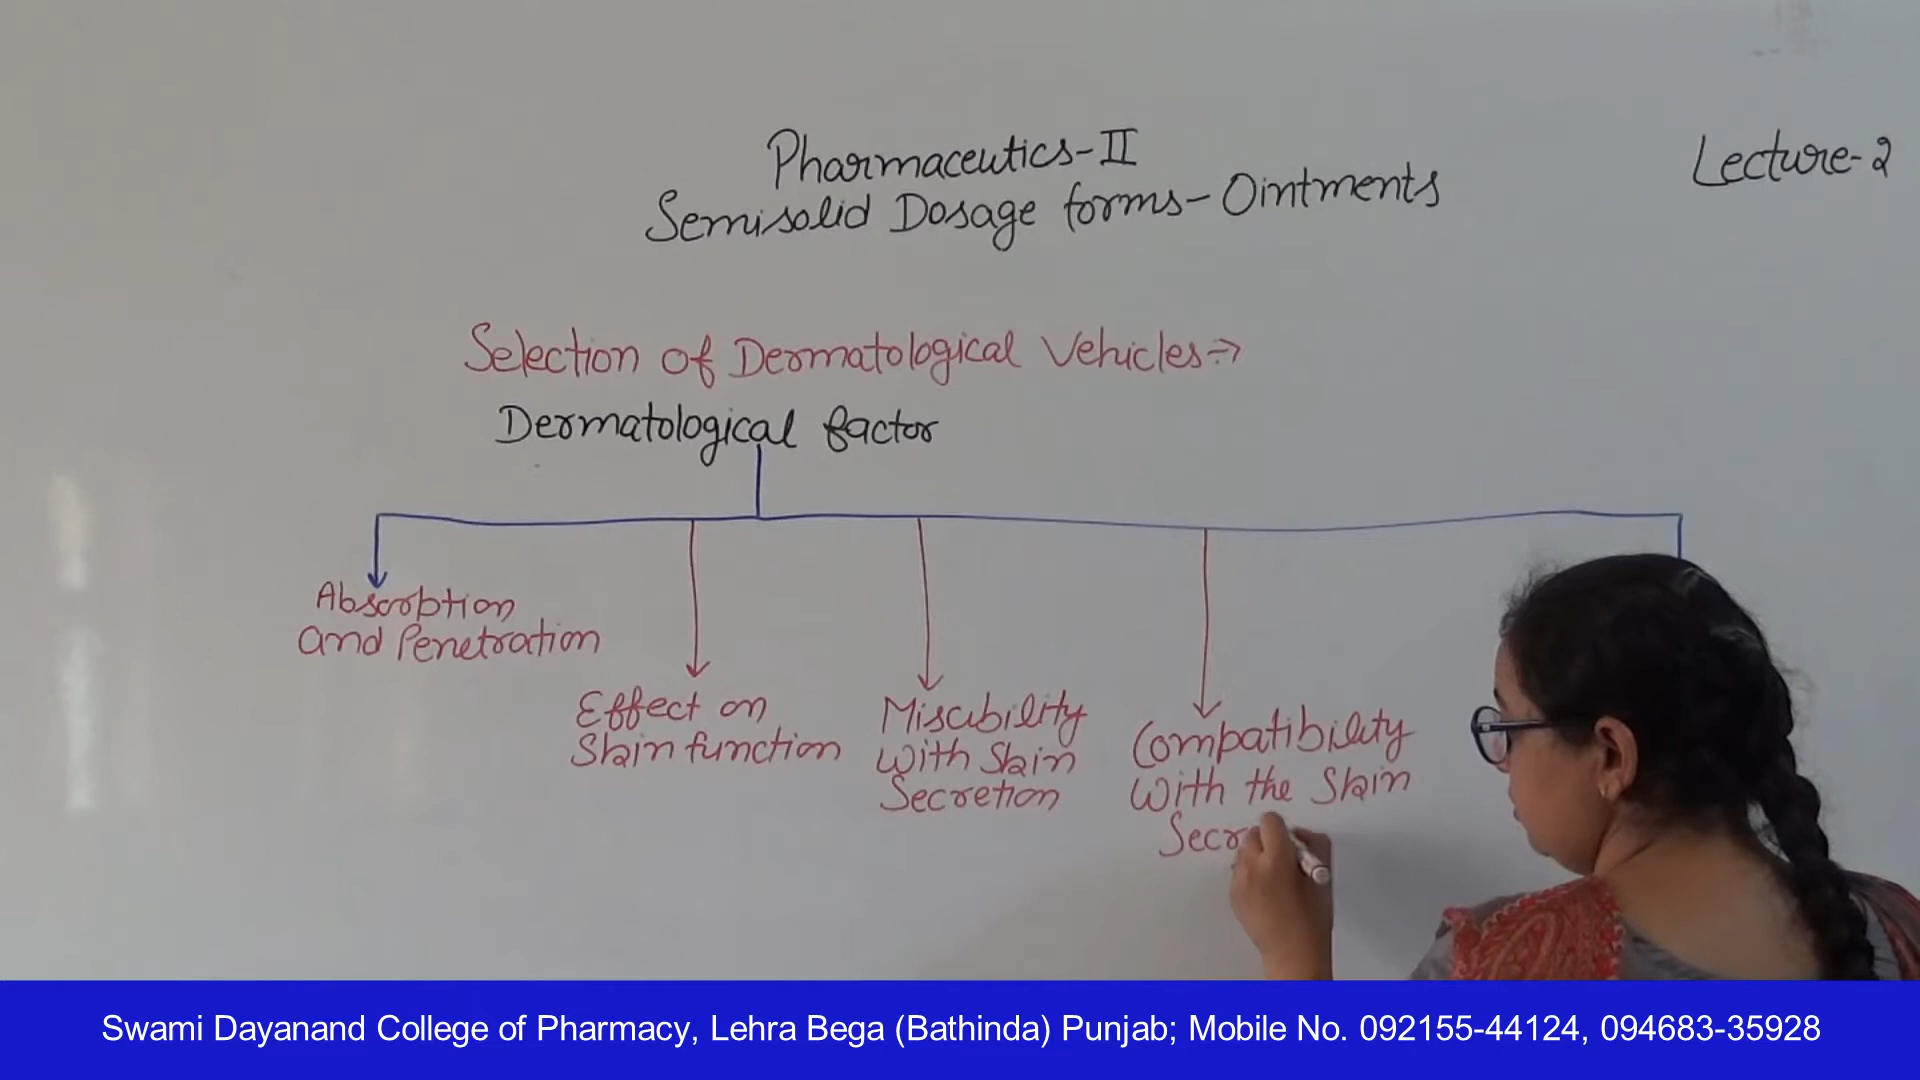 Pharmaceutics-II
Lecture-2
Semisolid Dosage forms-Ointments
Selection of Dermatological Vehicles:→
Dermatological factor
Absorption
and Penetration
Effect on
Skin function
Miscibility
With Skin
Secretion
Compatibility
With the Skin
Secr
Swami Dayanand College of Pharmacy, Lehra Bega (Bathinda) Punjab; Mobile No. 092155-44124, 094683-35928